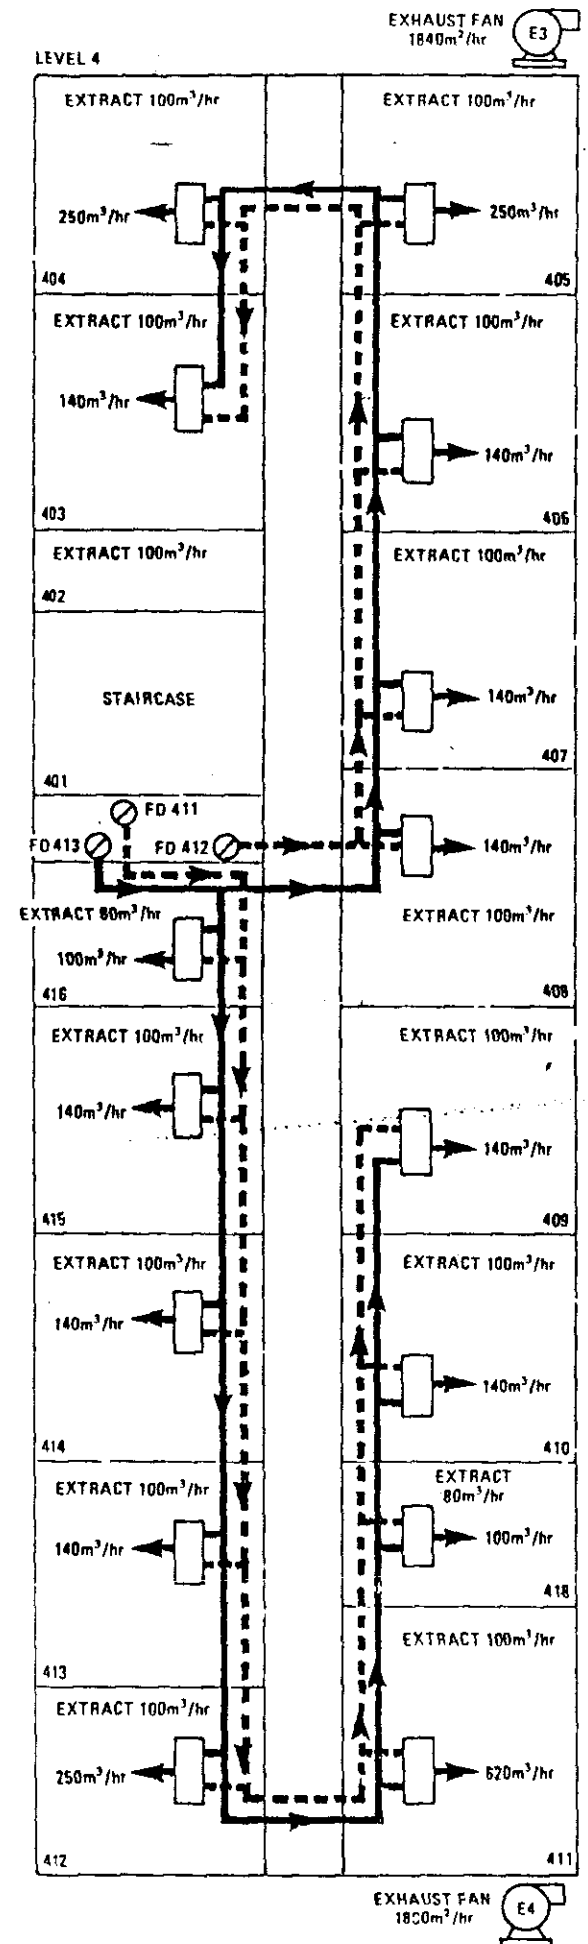 EXHAUST FAN
1840m²/hr
E3
LEVEL 4
EXTRACT 100m³/hr
EXTRACT 100m³/hr
250m³/hr
250m³/hr
404
405
EXTRACT 100m³/hr
EXTRACT 100m³/hr
140m³/hr
140m³/hr
403
406
EXTRACT 100m³/hr
EXTRACT 100m³/hr
402
STAIRCASE
140m³/hr
407
401
FD 411
FD 413
FD 412
140m³/hr
EXTRACT 80m³/hr
EXTRACT 100m³/hr
100m³/hr
416
408
EXTRACT 100m³/hr
EXTRACT 100m³/hr
140m³/hr
140m³/hr
415
409
EXTRACT 100m³/hr
EXTRACT 100m³/hr
140m³/hr
140m³/hr
414
410
EXTRACT 100m³/hr
EXTRACT
80m³/hr
140m³/hr
100m³/hr
418
EXTRACT 100m³/hr
413
EXTRACT 100m³/hr
250m³/hr
620m³/hr
412
411
EXHAUST FAN
m²/hr
E4